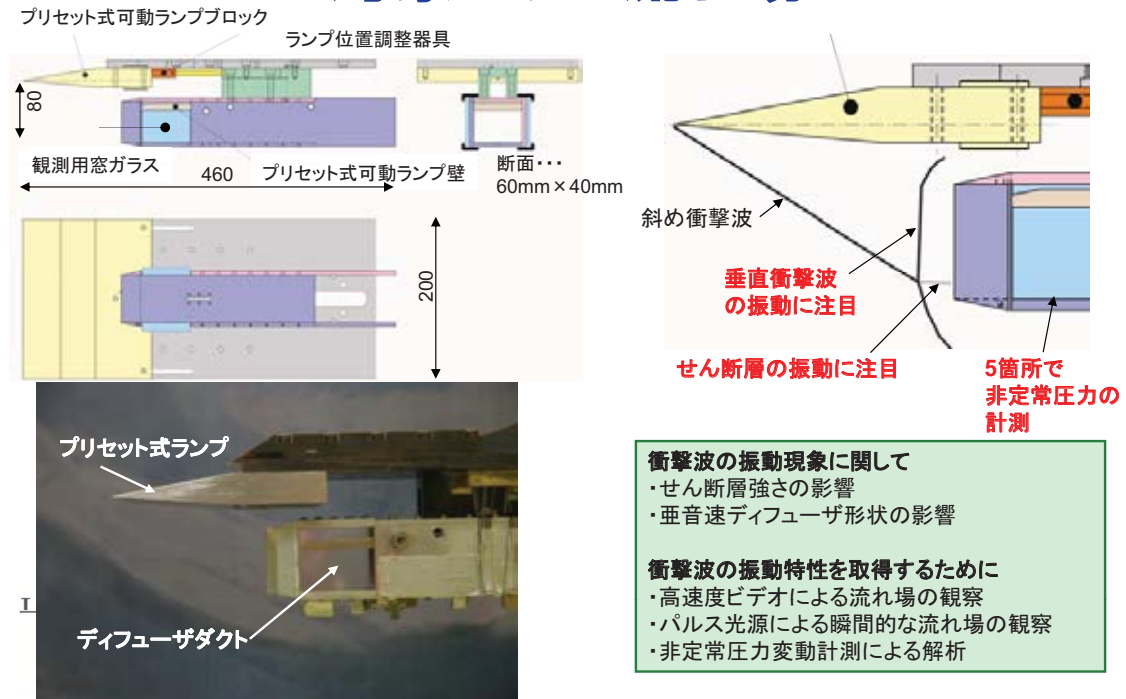 プリセット式可動ランプブロック
ランプ位置調整器具
80
観測用窓ガラス
460
プリセット式可動ランプ壁
断面・・・
60mm×40mm
200
斜め衝撃波
垂直衝撃波
の振動に注目
せん断層の振動に注目
5箇所で
非定常圧力の
計測
プリセット式ランプ
ディフューザダクト
衝撃波の振動現象に関して
・せん断層強さの影響
・亜音速ディフューザ形状の影響
衝撃波の振動特性を取得するために
・高速度ビデオによる流れ場の観察
・パルス光源による瞬間的な流れ場の観察
・非定常圧力変動計測による解析